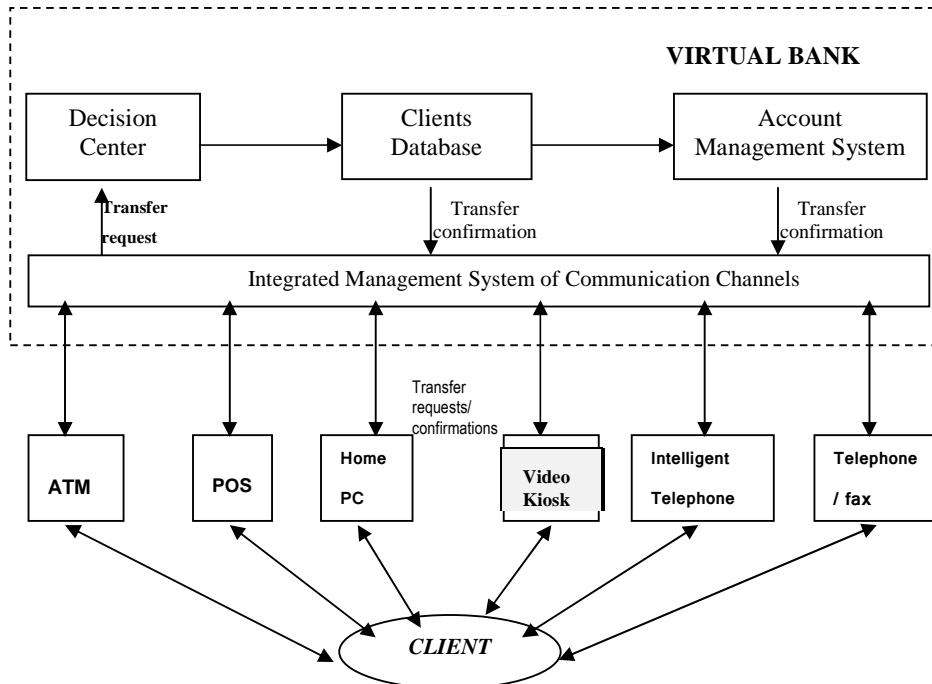 VIRTUAL BANK
Decision
Center
Clients
Database
Account
Management System
Transfer
request
Transfer
confirmation
Transfer
confirmation
Integrated Management System of Communication Channels
Transfer
requests/
confirmations
ATM
POS
Home
PC
Video
Kiosk
Intelligent
Telephone
Telephone
/ fax
CLIENT